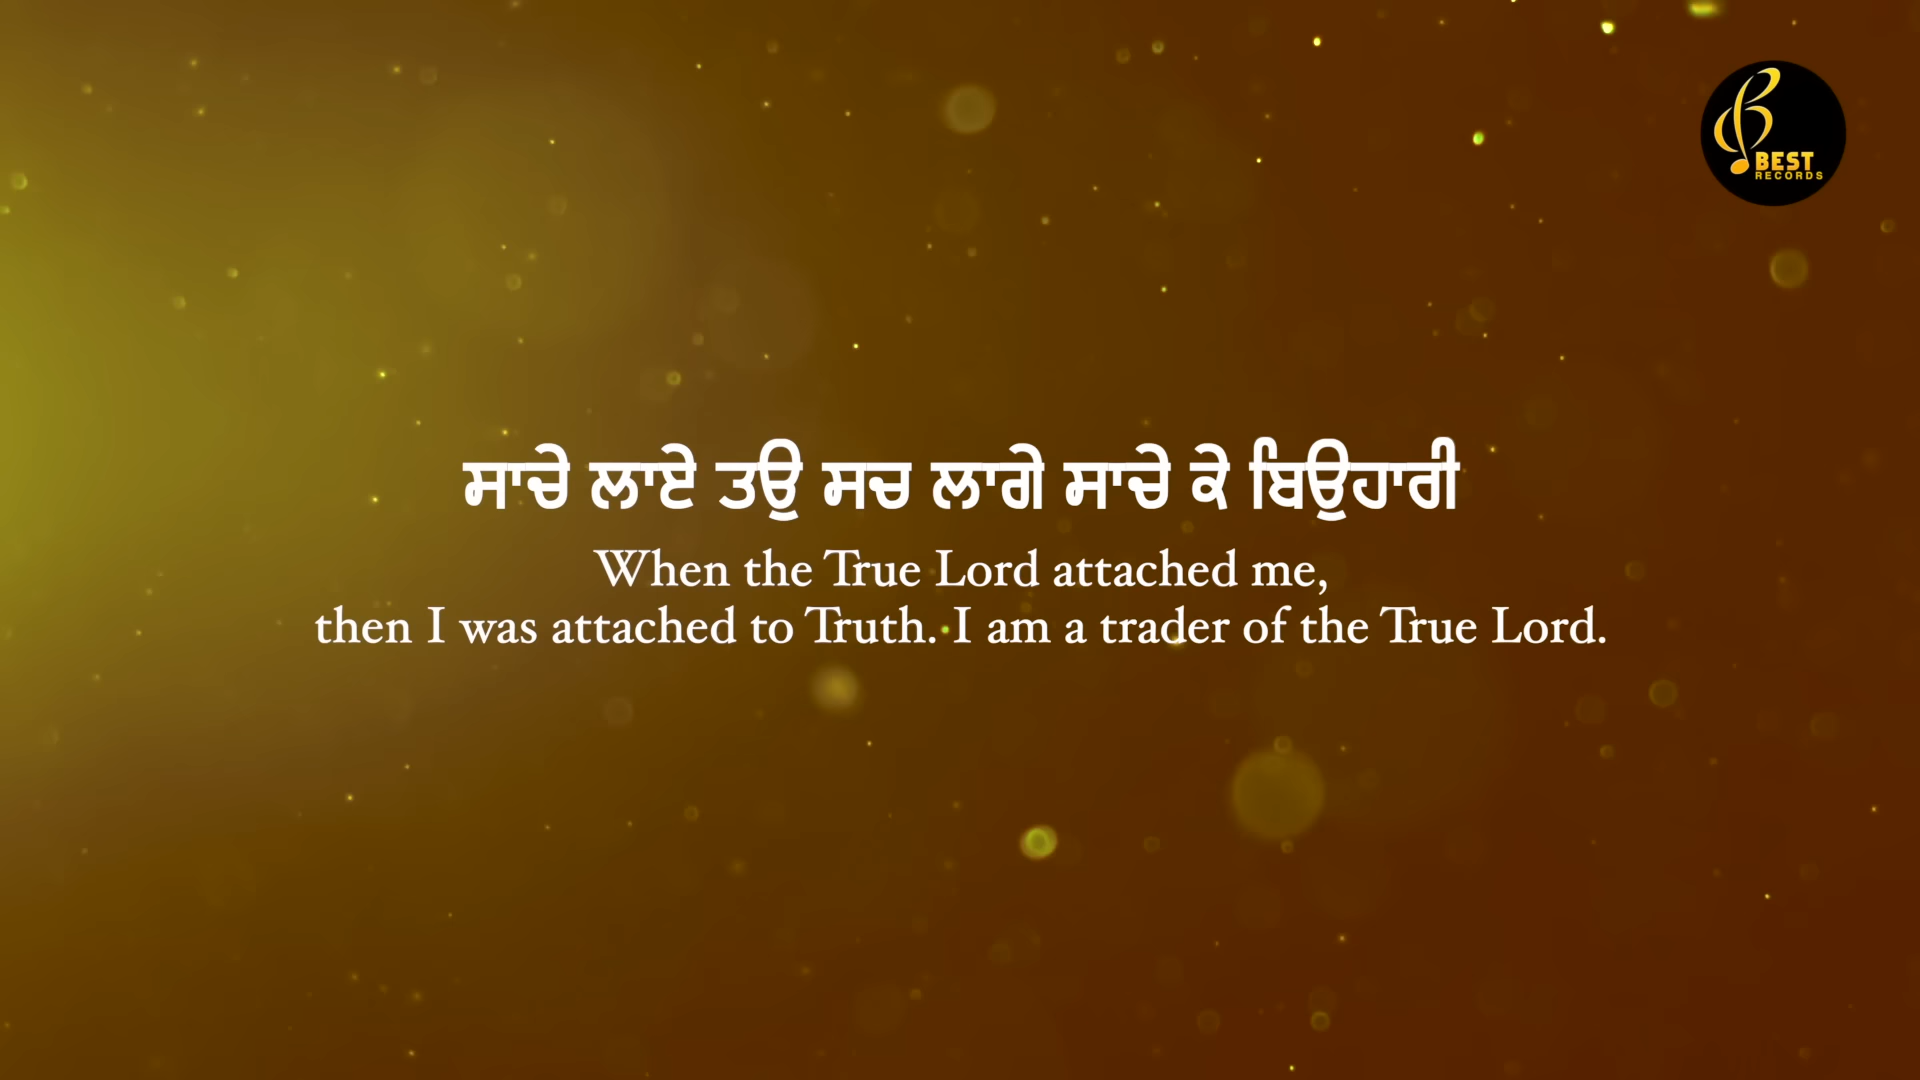 BEST
RECORDS
ਸਾਚੇ ਲਾਏ ਤਉ ਸਚ ਲਾਗੇ ਸਾਚੇ ਕੇ ਬਿਉਹਾਰੀ
When the True Lord attached me,
then I was attached to Truth. I am a trader of the True Lord.